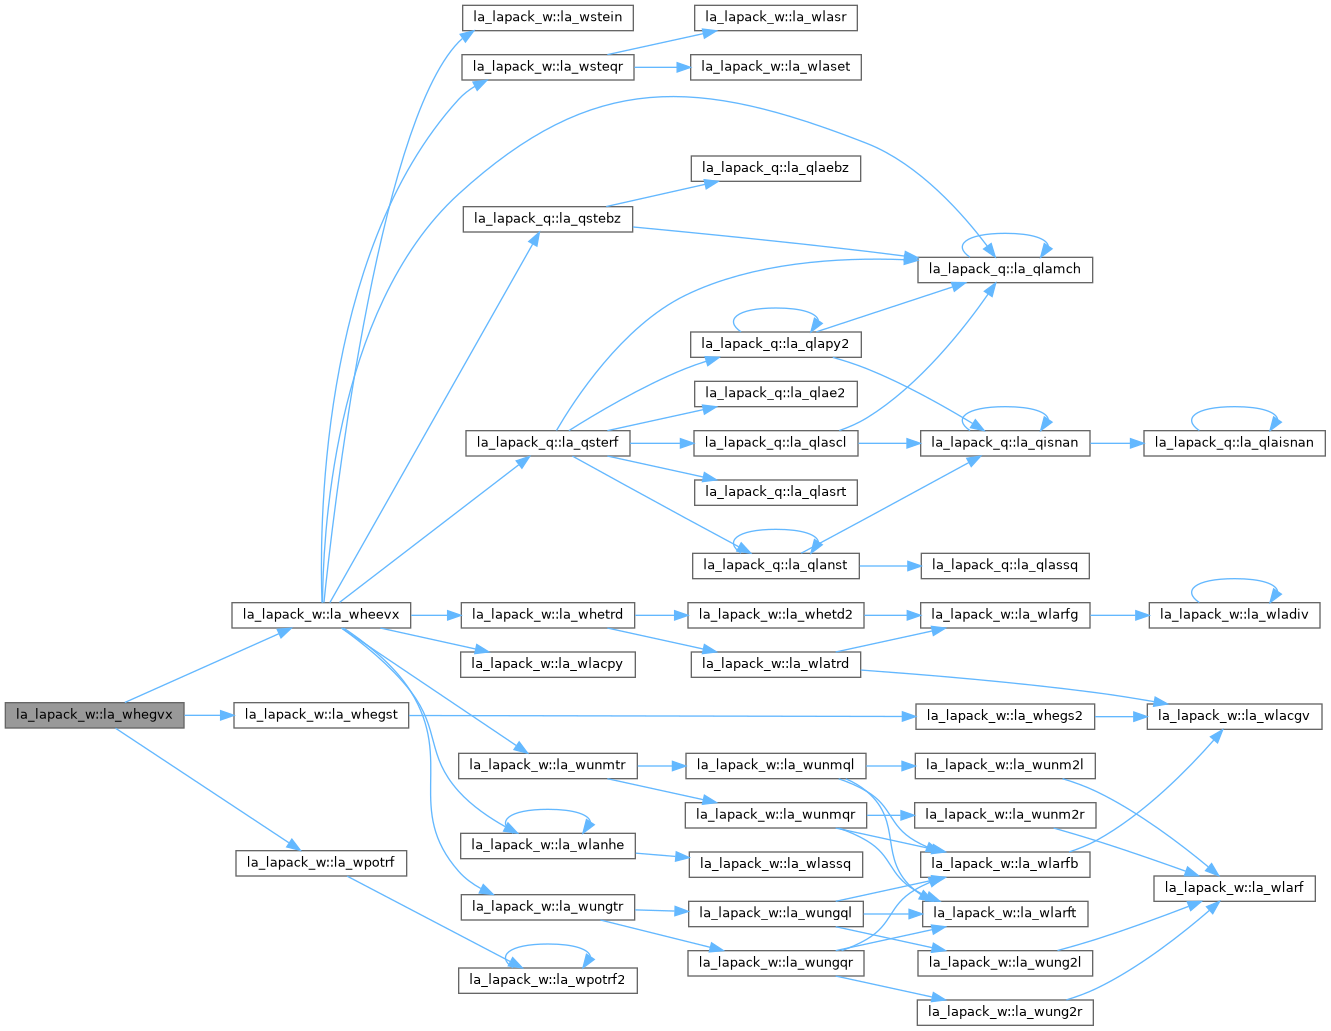 la_lapack_w::la_wstein
la_lapack_w::la_wlasr
la_lapack_w::la_wsteqr
la_lapack_w::la_wlaset
la_lapack_q::la_qlaebz
la_lapack_q::la_qstebz
la_lapack_q::la_qlamch
la_lapack_q::la_qlapy2
la_lapack_q::la_qlae2
la_lapack_q::la_qsterf
la_lapack_q::la_qlascl
la_lapack_q::la_qisnan
la_lapack_q::la_qlaisnan
la_lapack_q::la_qlasrt
la_lapack_q::la_qlanst
la_lapack_q::la_qlassq
la_lapack_w::la_wheevx
la_lapack_w::la_whetrd
la_lapack_w::la_whetd2
la_lapack_w::la_wlarfg
la_lapack_w::la_wladiv
la_lapack_w::la_wlacpy
la_lapack_w::la_wlatrd
la_lapack_w::la_whegvx
la_lapack_w::la_whegst
la_lapack_w::la_whegs2
la_lapack_w::la_wlacgv
la_lapack_w::la_wunmtr
la_lapack_w::la_wunmql
la_lapack_w::la_wunm2l
la_lapack_w::la_wunmqr
la_lapack_w::la_wunm2r
la_lapack_w::la_wlanhe
la_lapack_w::la_wpotrf
la_lapack_w::la_wlassq
la_lapack_w::la_wlarfb
la_lapack_w::la_wlarf
la_lapack_w::la_wungtr
la_lapack_w::la_wungql
la_lapack_w::la_wlarft
la_lapack_w::la_wungqr
la_lapack_w::la_wung2l
la_lapack_w::la_wpotrf2
la_lapack_w::la_wung2r